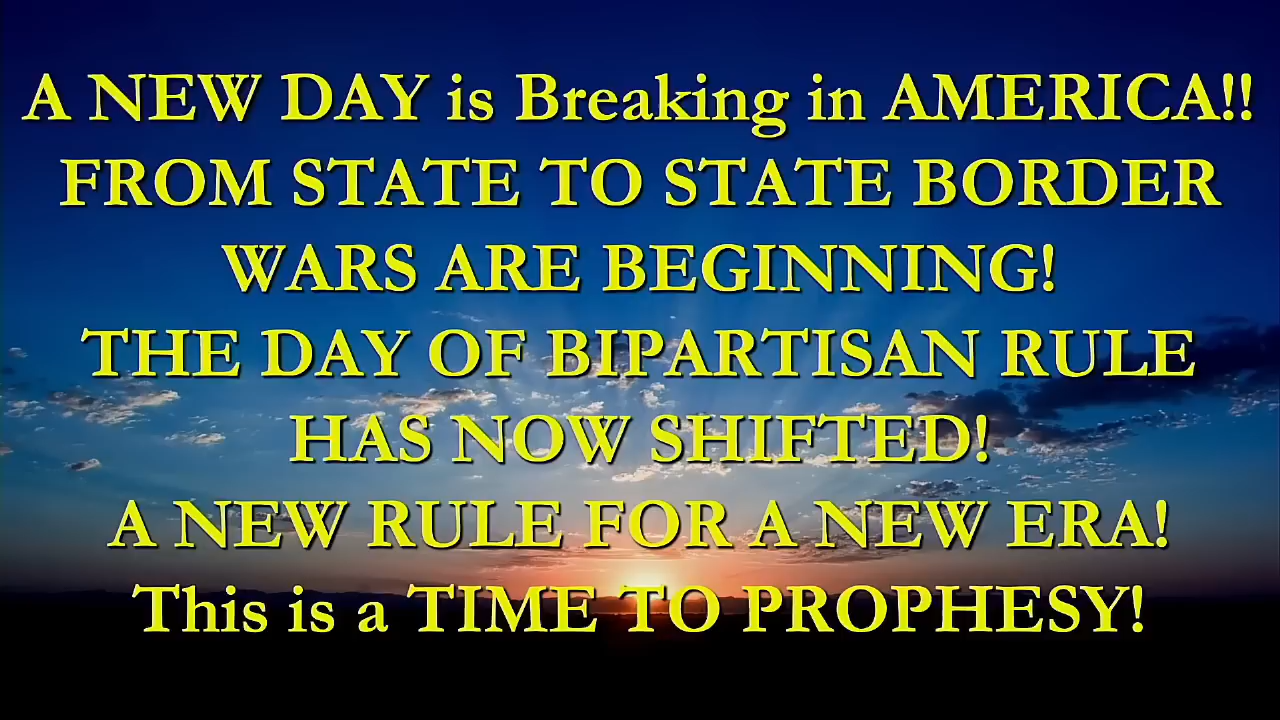 A NEW DAY is Breaking in AMERICA!!
FROM STATE TO STATE BORDER
WARS ARE BEGINNING!
THE DAY OF BIPARTISAN RULE
HAS NOW SHIFTED!
A NEW RULE FOR A NEW ERA!
This is a TIME TO PROPHESY!